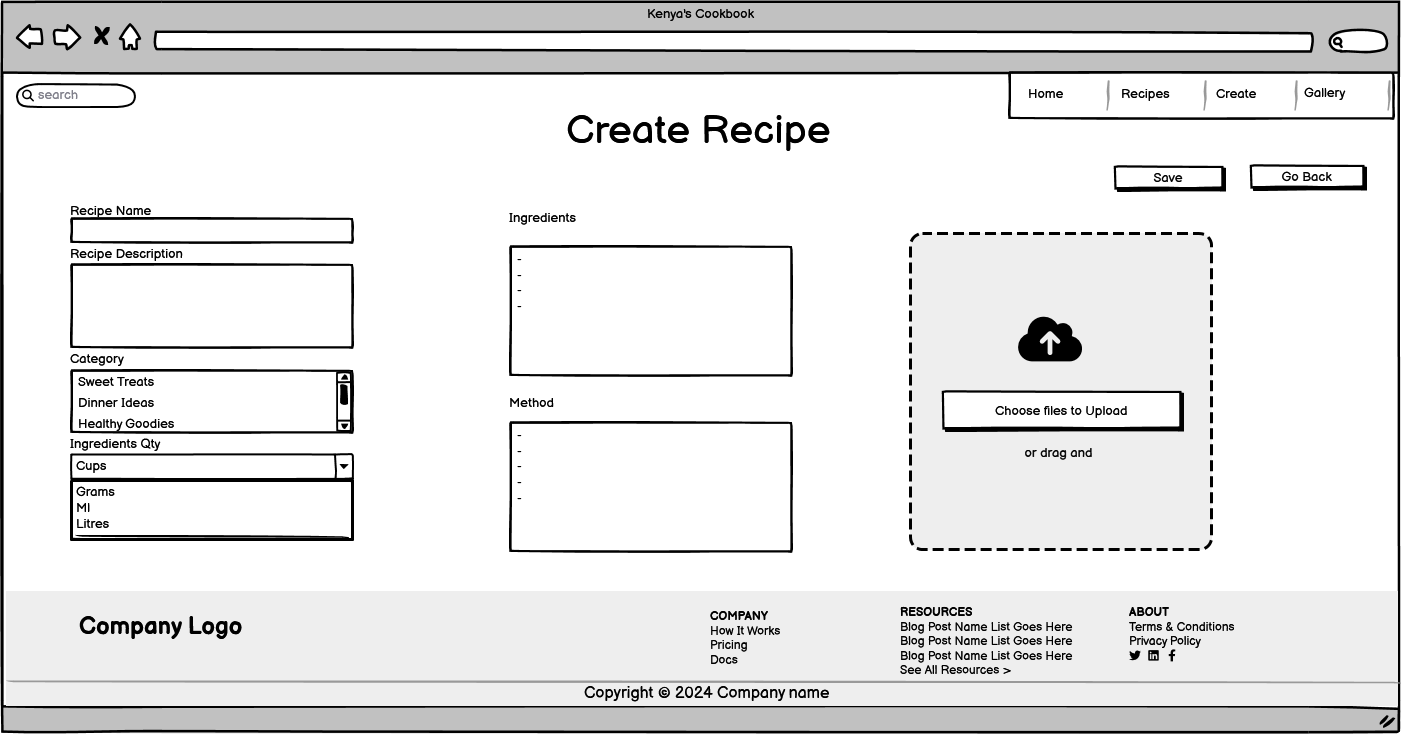 Kenya's Cookbook
search
Home
Recipes
Create
Gallery
Create Recipe
Save
Go Back
Recipe Name
Recipe Description
Category
Sweet Treats
Dinner Ideas
Healthy Goodies
Ingredients Qty
Cups
Grams
Ml
Litres
Ingredients
-
-
-
-
Method
-
-
-
-
-
Choose files to Upload
or drag and
Company Logo
COMPANY
How It Works
Pricing
Docs
RESOURCES
Blog Post Name List Goes Here
Blog Post Name List Goes Here
Blog Post Name List Goes Here
See All Resources >
ABOUT
Terms & Conditions
Privacy Policy
Copyright © 2024 Company name